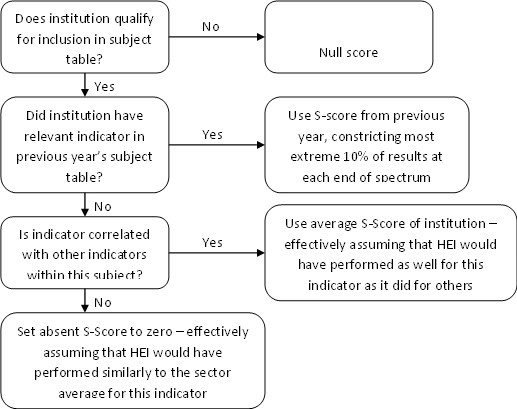 Does institution qualify
for inclusion in subject
table?
No
Null score
Yes
Did institution have
relevant indicator in
previous year's subject
table?
Yes
Use S-score from previous
year, constricting most
extreme 10% of results at
each end of spectrum
No
Is indicator correlated
with other indicators
within this subject?
Yes
Use average S-Score of institution –
effectively assuming that HEI would
have performed as well for this
indicator as it did for others
No
Set absent S-Score to zero – effectively
assuming that HEI would have
performed similarly to the sector
average for this indicator